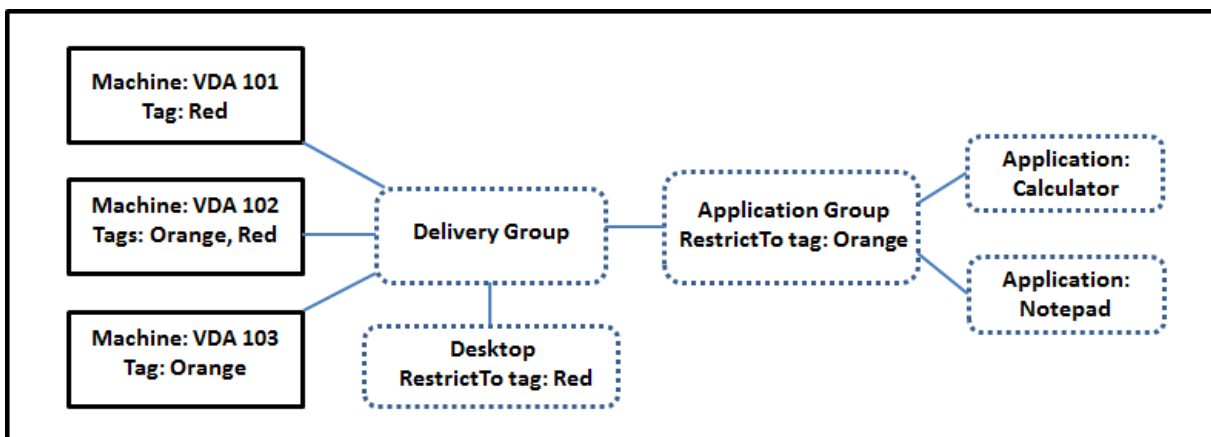 Machine: VDA 101
Tag: Red
Machine: VDA 102
Tags: Orange, Red
Machine: VDA 103
Tag: Orange
Delivery Group
Desktop
RestrictTo tag: Red
Application Group
RestrictTo tag: Orange
Application:
Calculator
Application:
Notepad